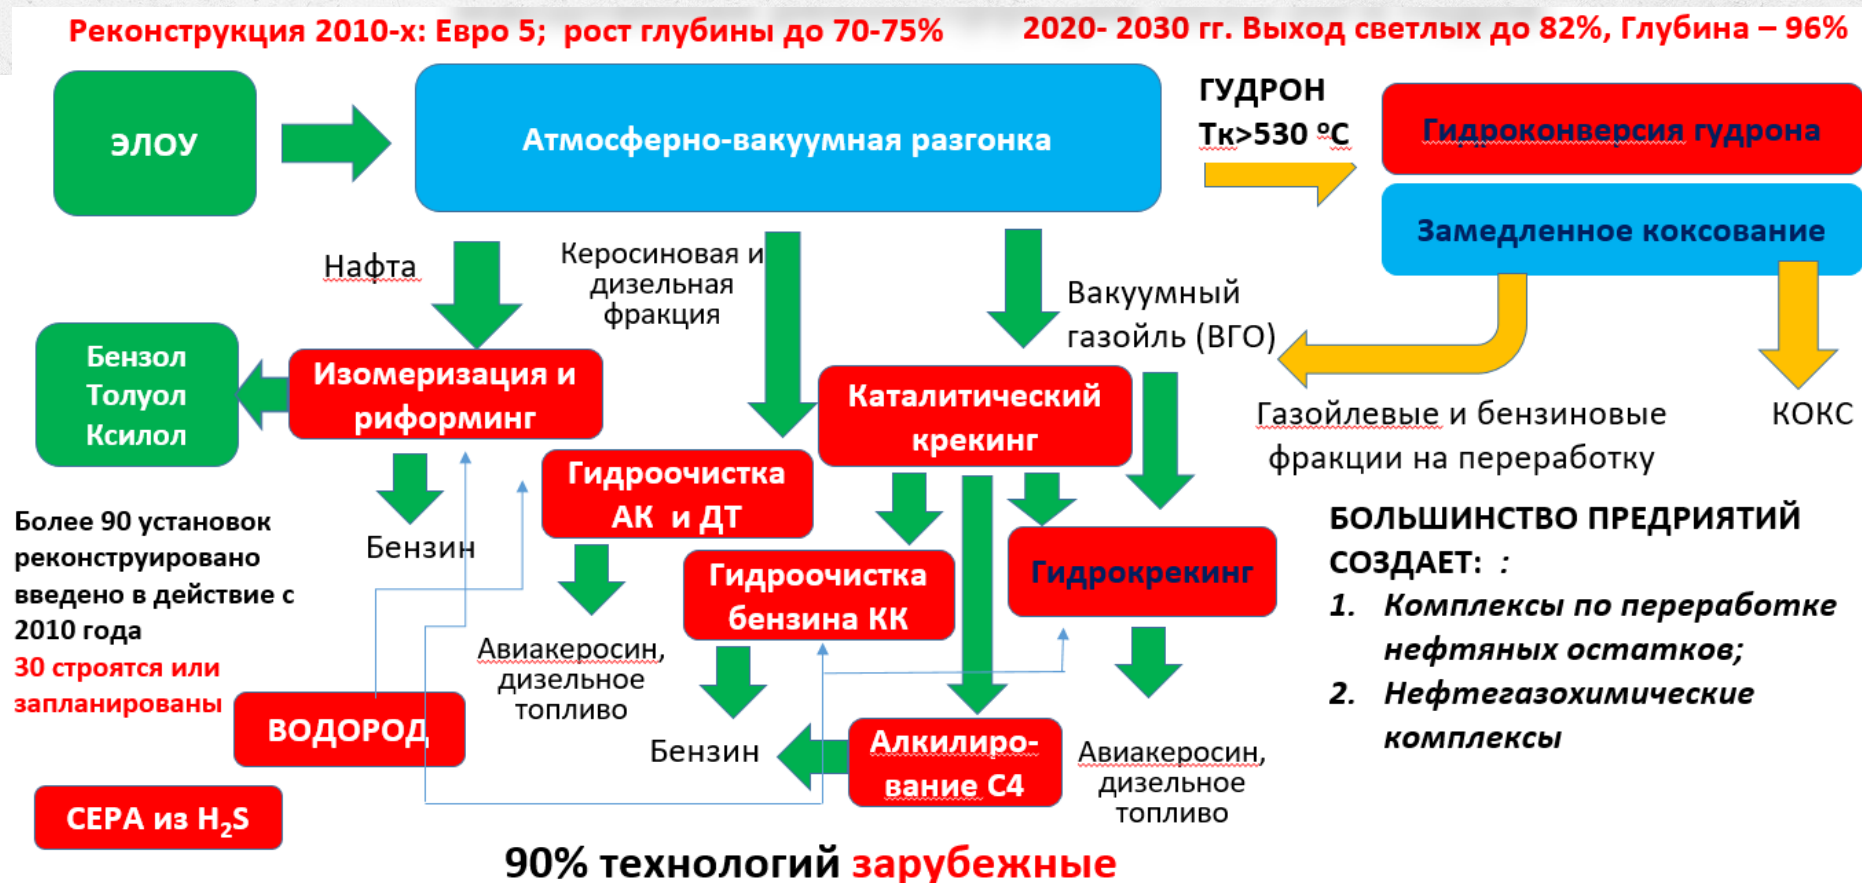 Реконструкция 2010-х: Евро 5; рост глубины до 70-75%
2020- 2030 гг. Выход светлых до 82%, Глубина – 96%
ЭЛОУ
Атмосферно-вакуумная разгонка
ГУДРОН
Тк>530 ºС
Гидроконверсия гудрона
Замедленное коксование
Нафта
Керосиновая и
дизельная
фракция
Вакуумный
газойль (ВГО)
Бензол
Толуол
Ксилол
Изомеризация и
риформинг
Каталитический
крекинг
Газойлевые и бензиновые
фракции на переработку
КОКС
Гидроочистка
АК и ДТ
Бензин
Более 90 установок
реконструировано
введено в действие с
2010 года
30 строятся или
запланированы
Гидроочистка
бензина КК
Гидрокрекинг
БОЛЬШИНСТВО ПРЕДРИЯТИЙ
СОЗДАЕТ: :
1. Комплексы по переработке
нефтяных остатков;
2. Нефтегазохимические
комплексы
Авиакеросин,
дизельное
топливо
ВОДОРОД
Бензин
Алкилиро-
вание С4
Авиакеросин,
дизельное
топливо
СЕРА из H₂S
90% технологий зарубежные